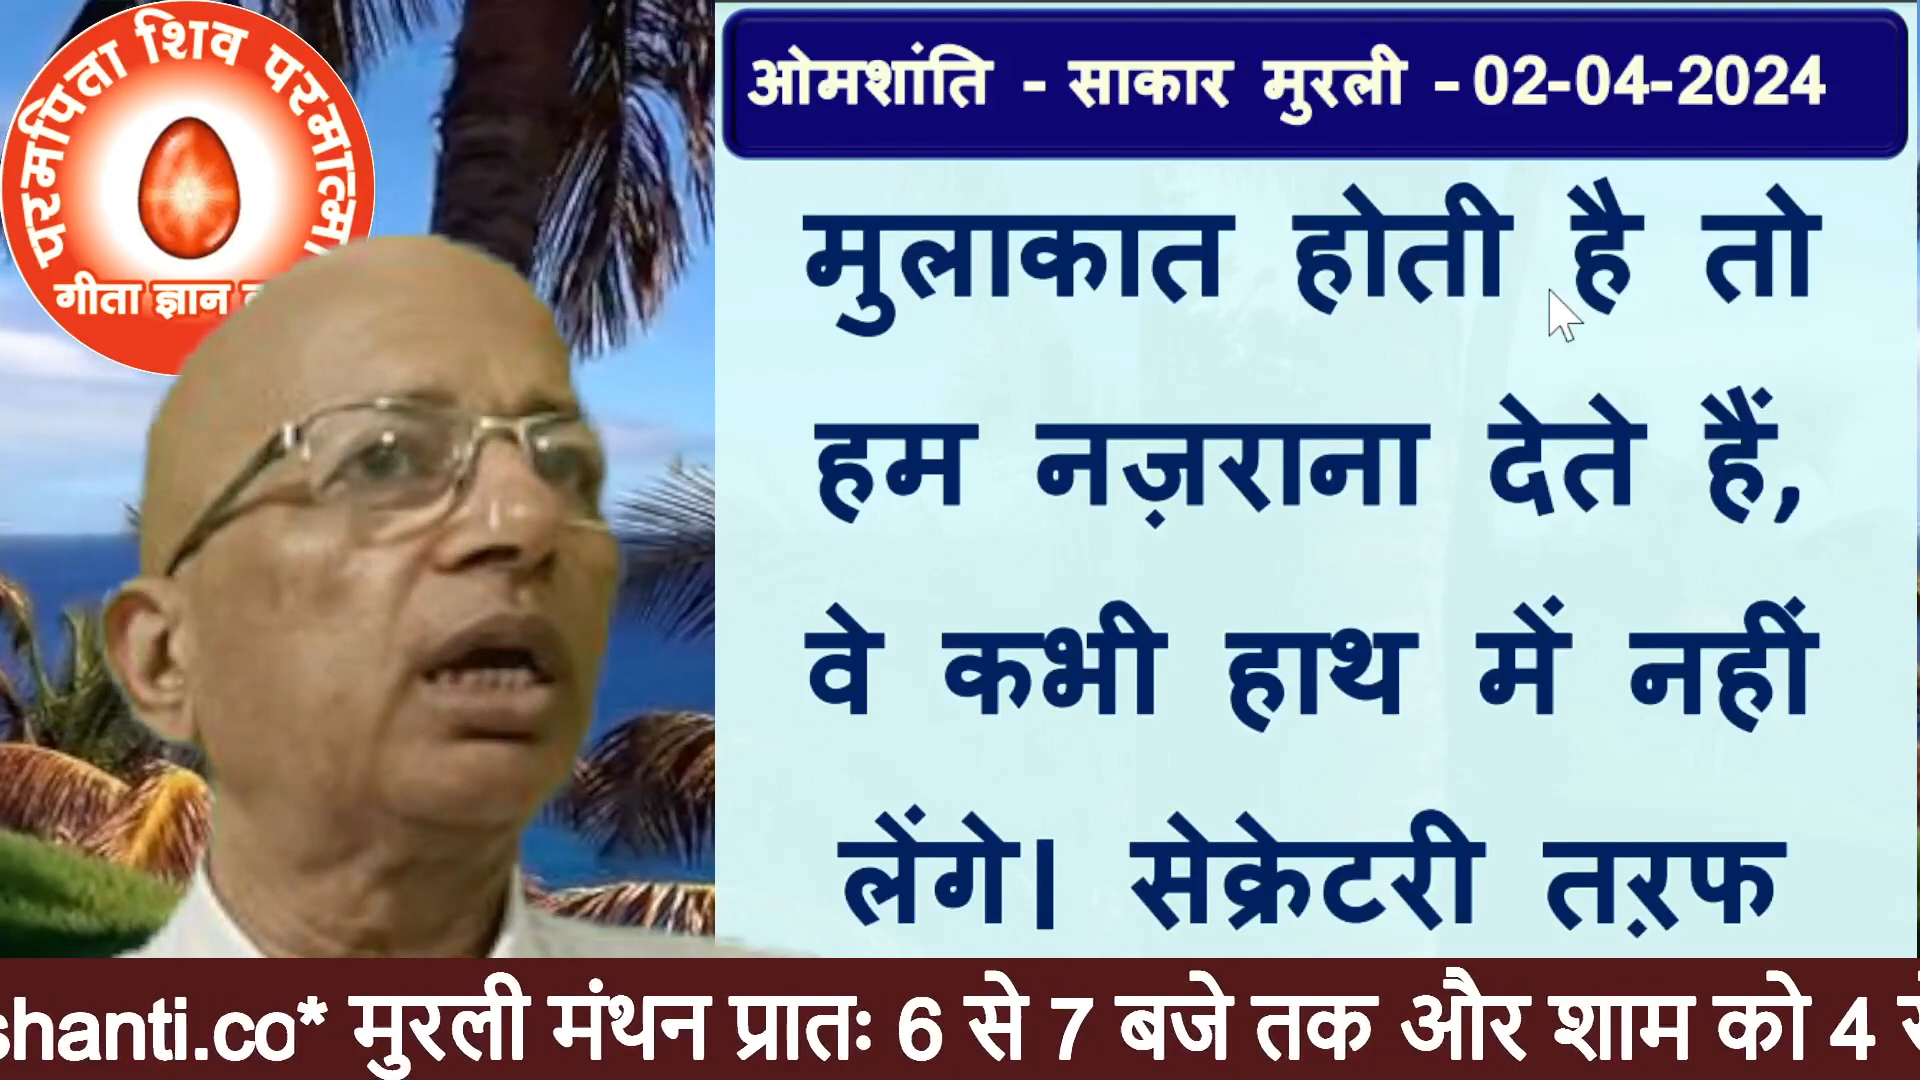 परमपिता शिव परमात्मा
गीता ज्ञान
ओमशांति - साकार मुरली - 02-04-2024
मुलाकात होती है तो
हम नज़राना देते हैं,
वे कभी हाथ में नहीं
लेंगे। सेक्रेटरी तऱफ
shanti.co* मुरली मंथन प्रातः 6 से 7 बजे तक और शाम को 4